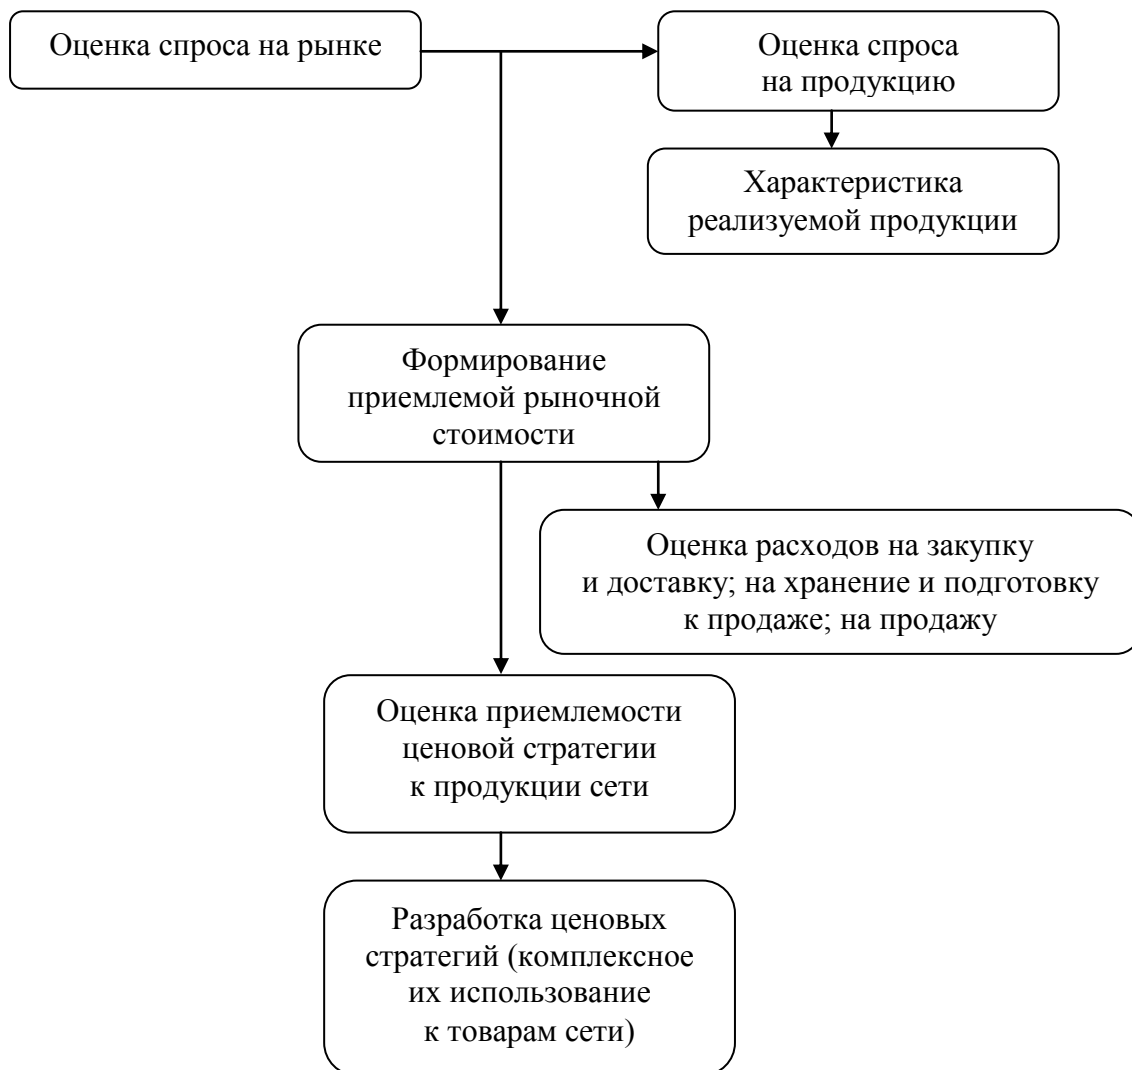 Оценка спроса на рынке
Оценка спроса
на продукцию
Характеристика
реализуемой продукции
Формирование
приемлемой рыночной
стоимости
Оценка расходов на закупку
и доставку; на хранение и подготовку
к продаже; на продажу
Оценка приемлемости
ценовой стратегии
к продукции сети
Разработка ценовых
стратегий (комплексное
их использование
к товарам сети)